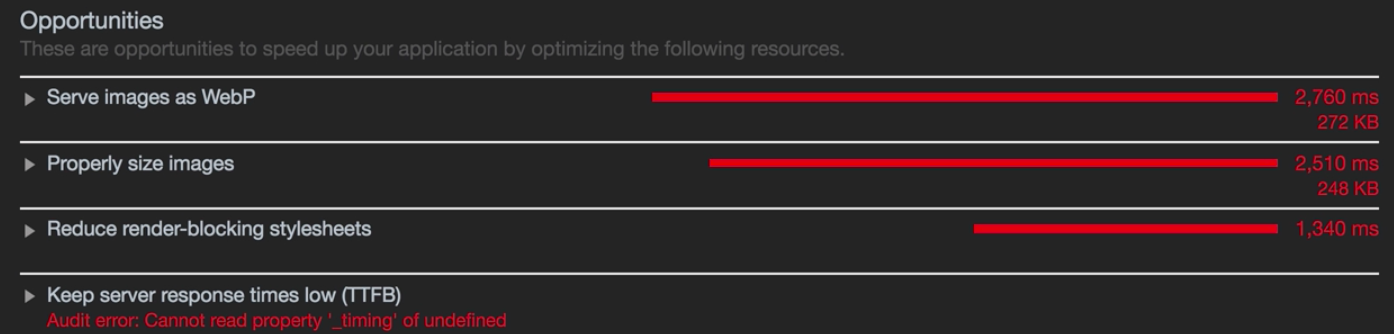 Opportunities
These are opportunities to speed up your application by optimizing the following resources.
Serve images as WebP 2,760 ms
272 KB
Properly size images 2,510 ms
248 KB
Reduce render-blocking stylesheets 1,340 ms
Keep server response times low (TTFB)
Audit error: Cannot read property '_timing' of undefined